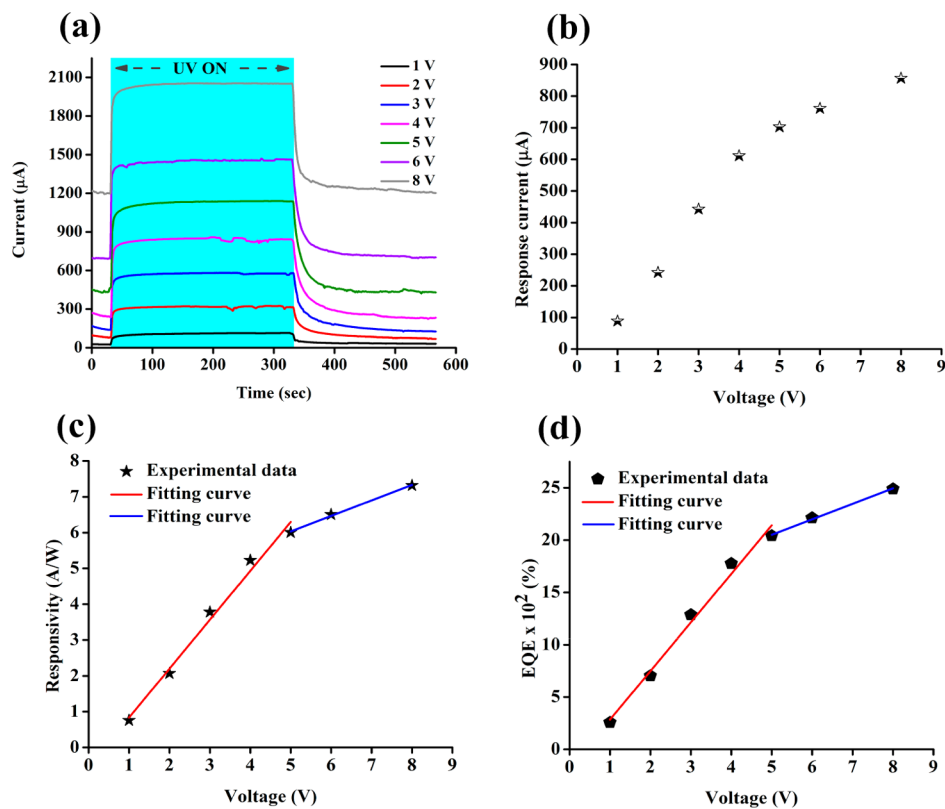 (a)
UV ON
1 V
2 V
3 V
4 V
5 V
6 V
8 V
2100
1800
1500
1200
900
600
300
0
Current (µA)
0 100 200 300 400 500 600
Time (sec)
(b)
900
800
700
600
500
400
300
200
100
0
Response current (µA)
0 1 2 3 4 5 6 7 8 9
Voltage (V)
(c)
Experimental data
Fitting curve
Fitting curve
8
7
6
5
4
3
2
1
0
Responsivity (A/W)
0 1 2 3 4 5 6 7 8 9
Voltage (V)
(d)
Experimental data
Fitting curve
Fitting curve
25
20
15
10
5
0
EQE x 10² (%)
0 1 2 3 4 5 6 7 8 9
Voltage (V)